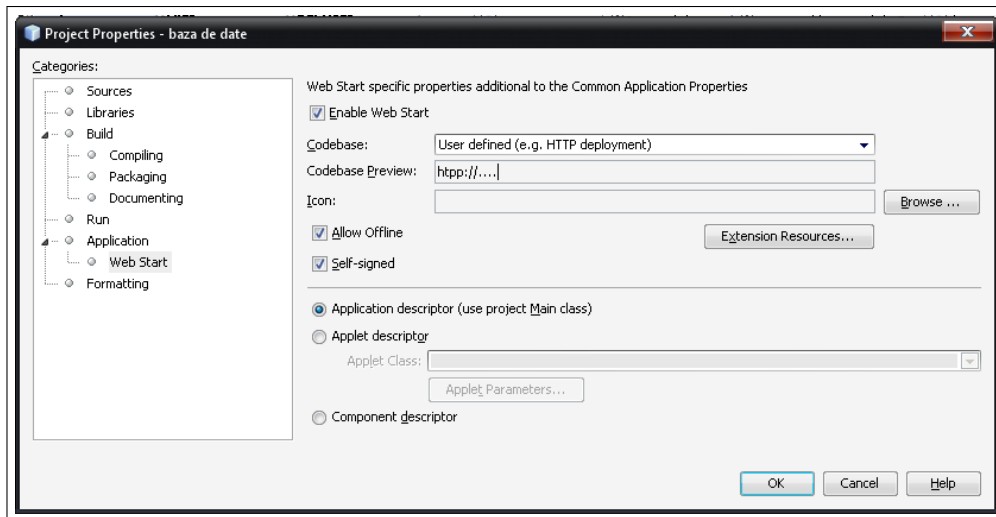 Project Properties - baza de date
Categories:
Sources
Libraries
Build
Compiling
Packaging
Documenting
Run
Application
Web Start
Formatting
Web Start specific properties additional to the Common Application Properties
Enable Web Start
Codebase: User defined (e.g. HTTP deployment)
Codebase Preview: htpp://....
Icon: Browse ...
Allow Offline
Extension Resources...
Self-signed
Application descriptor (use project Main class)
Applet descriptor
Applet Class:
Applet Parameters...
Component descriptor
OK Cancel Help